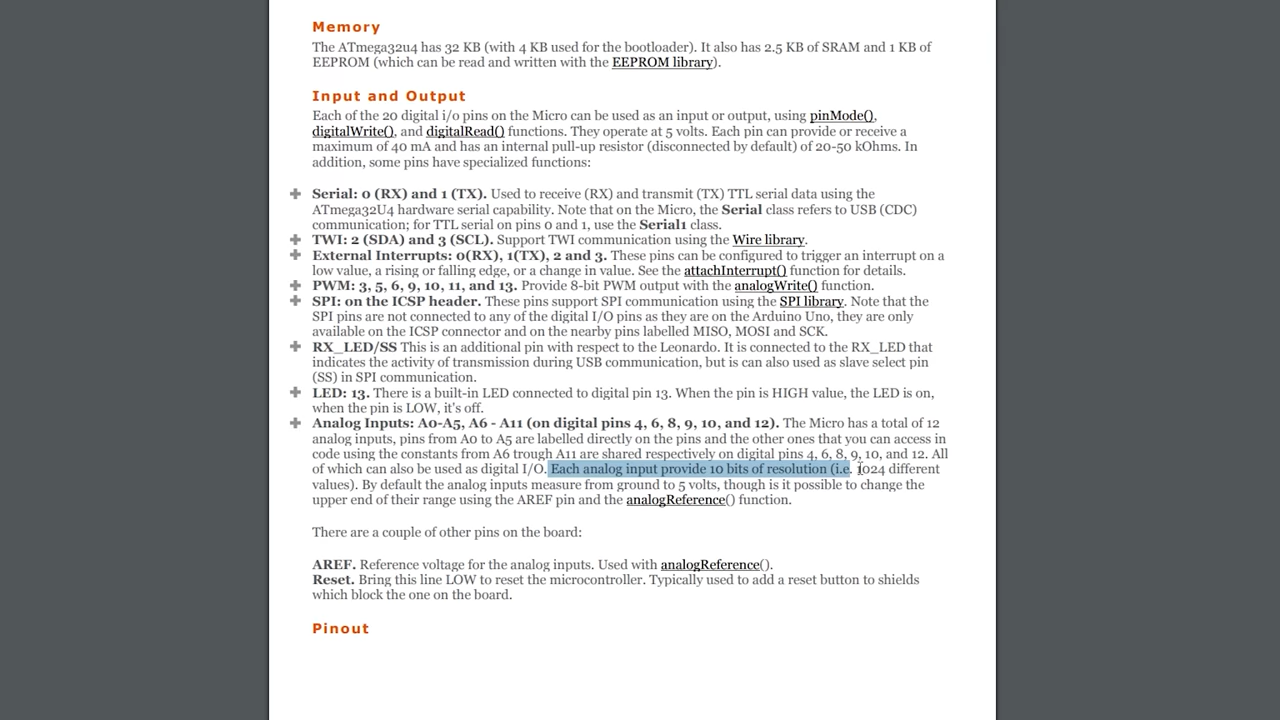 Memory
The ATmega32u4 has 32 KB (with 4 KB used for the bootloader). It also has 2.5 KB of SRAM and 1 KB of
EEPROM (which can be read and written with the EEPROM library).
Input and Output
Each of the 20 digital i/o pins on the Micro can be used as an input or output, using pinMode(),
digitalWrite(), and digitalRead() functions. They operate at 5 volts. Each pin can provide or receive a
maximum of 40 mA and has an internal pull-up resistor (disconnected by default) of 20-50 kOhms. In
addition, some pins have specialized functions:
Serial: 0 (RX) and 1 (TX). Used to receive (RX) and transmit (TX) TTL serial data using the
ATmega32U4 hardware serial capability. Note that on the Micro, the Serial class refers to USB (CDC)
communication; for TTL serial on pins 0 and 1, use the Serial1 class.
TWI: 2 (SDA) and 3 (SCL). Support TWI communication using the Wire library.
External Interrupts: 0(RX), 1(TX), 2 and 3. These pins can be configured to trigger an interrupt on a
low value, a rising or falling edge, or a change in value. See the attachInterrupt() function for details.
PWM: 3, 5, 6, 9, 10, 11, and 13. Provide 8-bit PWM output with the analogWrite() function.
SPI: on the ICSP header. These pins support SPI communication using the SPI library. Note that the
SPI pins are not connected to any of the digital I/O pins as they are on the Arduino Uno, they are only
available on the ICSP connector and on the nearby pins labelled MISO, MOSI and SCK.
RX_LED/SS This is an additional pin with respect to the Leonardo. It is connected to the RX_LED that
indicates the activity of transmission during USB communication, but is can also used as slave select pin
(SS) in SPI communication.
LED: 13. There is a built-in LED connected to digital pin 13. When the pin is HIGH value, the LED is on,
when the pin is LOW, it's off.
Analog Inputs: A0-A5, A6 - A11 (on digital pins 4, 6, 8, 9, 10, and 12). The Micro has a total of 12
analog inputs, pins from A0 to A5 are labelled directly on the pins and the other ones that you can access in
code using the constants from A6 trough A11 are shared respectively on digital pins 4, 6, 8, 9, 10, and 12. All
of which can also be used as digital I/O. Each analog input provide 10 bits of resolution (i.e. 1024 different
values). By default the analog inputs measure from ground to 5 volts, though is it possible to change the
upper end of their range using the AREF pin and the analogReference() function.
There are a couple of other pins on the board:
AREF. Reference voltage for the analog inputs. Used with analogReference().
Reset. Bring this line LOW to reset the microcontroller. Typically used to add a reset button to shields
which block the one on the board.
Pinout